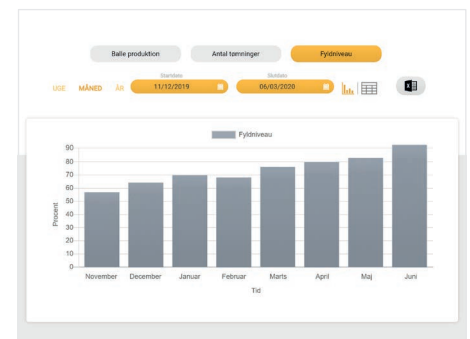 Balle produktion Antal tømninger Fyldniveau
Startdato Slutdato
UGE MÅNED ÅR 11/12/2019 06/03/2020
Fyldniveau
90
80
70
60
50
40
30
20
10
0
Procent
November December Januar Februar Marts April Maj Juni
Tid